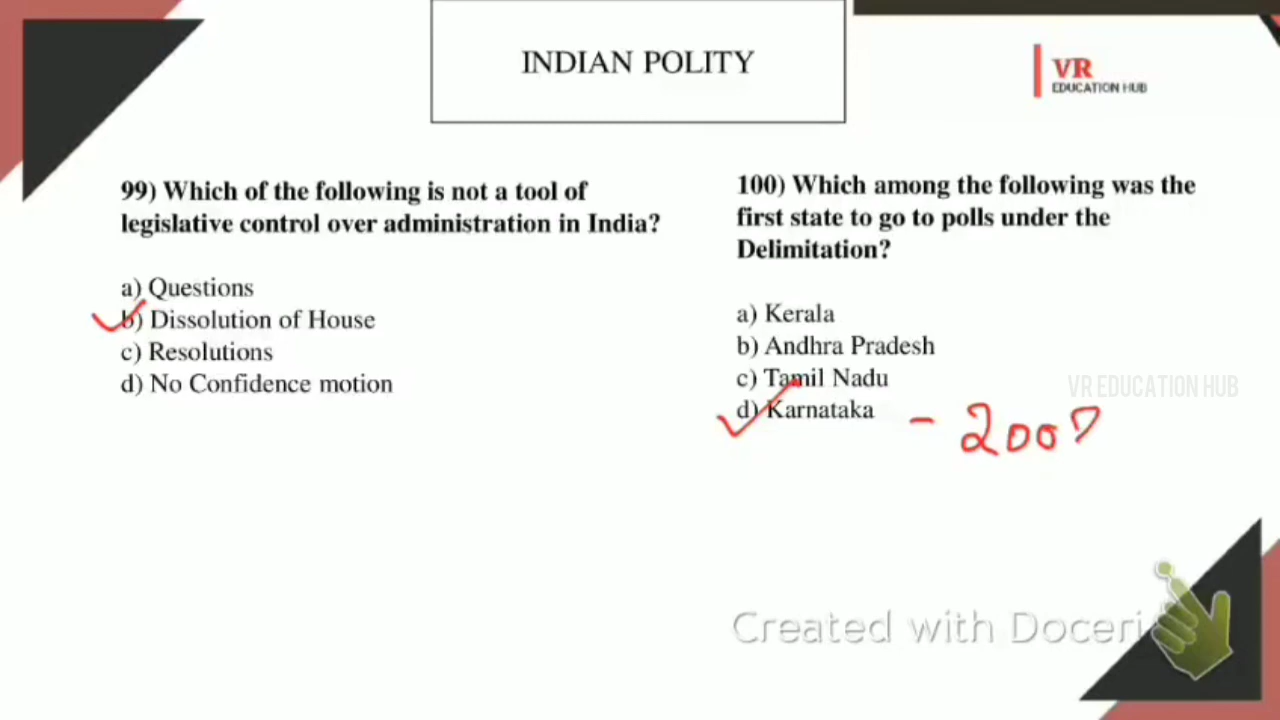 INDIAN POLITY
VR
EDUCATION HUB
99) Which of the following is not a tool of
legislative control over administration in India?
a) Questions
b) Dissolution of House
c) Resolutions
d) No Confidence motion
100) Which among the following was the
first state to go to polls under the
Delimitation?
a) Kerala
b) Andhra Pradesh
c) Tamil Nadu
d) Karnataka
VR EDUCATION HUB
Created with Doceri